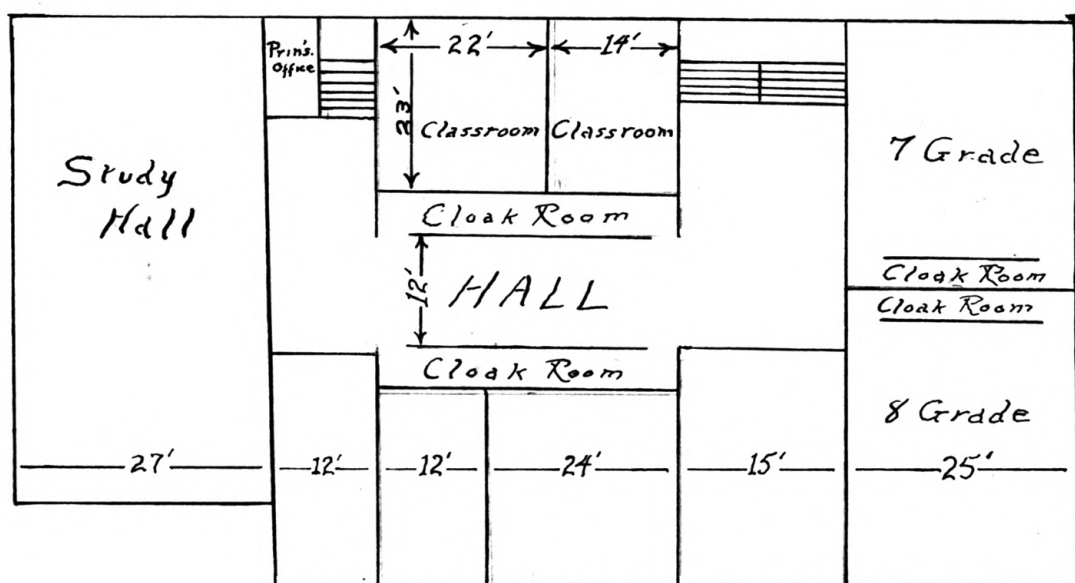 Prin's.
Office
22'
14'
23'
Classroom
Classroom
7 Grade
Study
Hall
Cloak Room
12'
HALL
Cloak Room
Cloak Room
Cloak Room
8 Grade
27'
12'
12'
24'
15'
25'